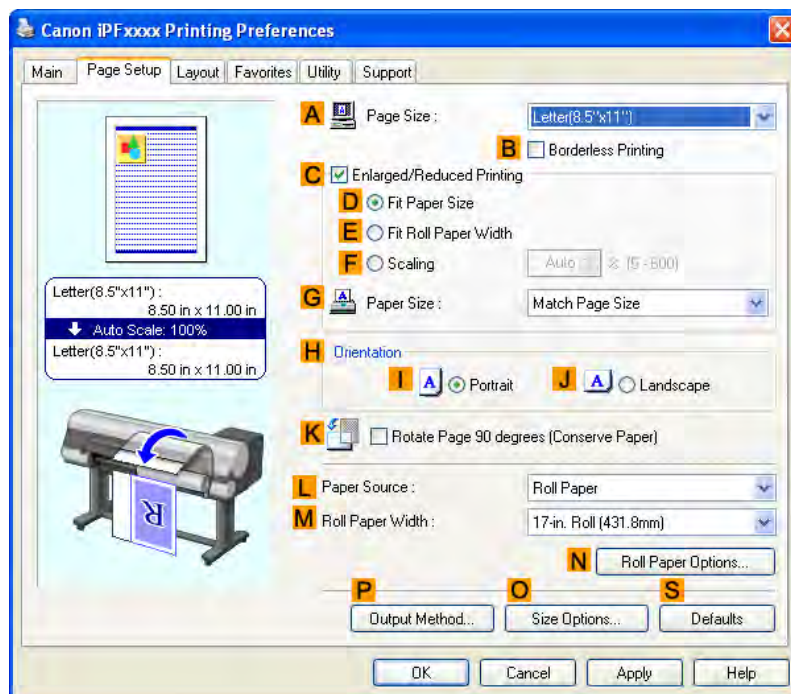 Canon iPFxxxx Printing Preferences
Main Page Setup Layout Favorites Utility Support
A Page Size : Letter(8.5"x11")
B Borderless Printing
C Enlarged/Reduced Printing
D Fit Paper Size
E Fit Roll Paper Width
F Scaling Auto % (5 - 600)
Letter(8.5"x11") :
8.50 in x 11.00 in
Auto Scale: 100%
Letter(8.5"x11") :
8.50 in x 11.00 in
G Paper Size : Match Page Size
H Orientation
I A Portrait J A Landscape
K Rotate Page 90 degrees (Conserve Paper)
R
L Paper Source : Roll Paper
M Roll Paper Width : 17-in. Roll (431.8mm)
N Roll Paper Options...
P O S
Output Method... Size Options... Defaults
OK Cancel Apply Help